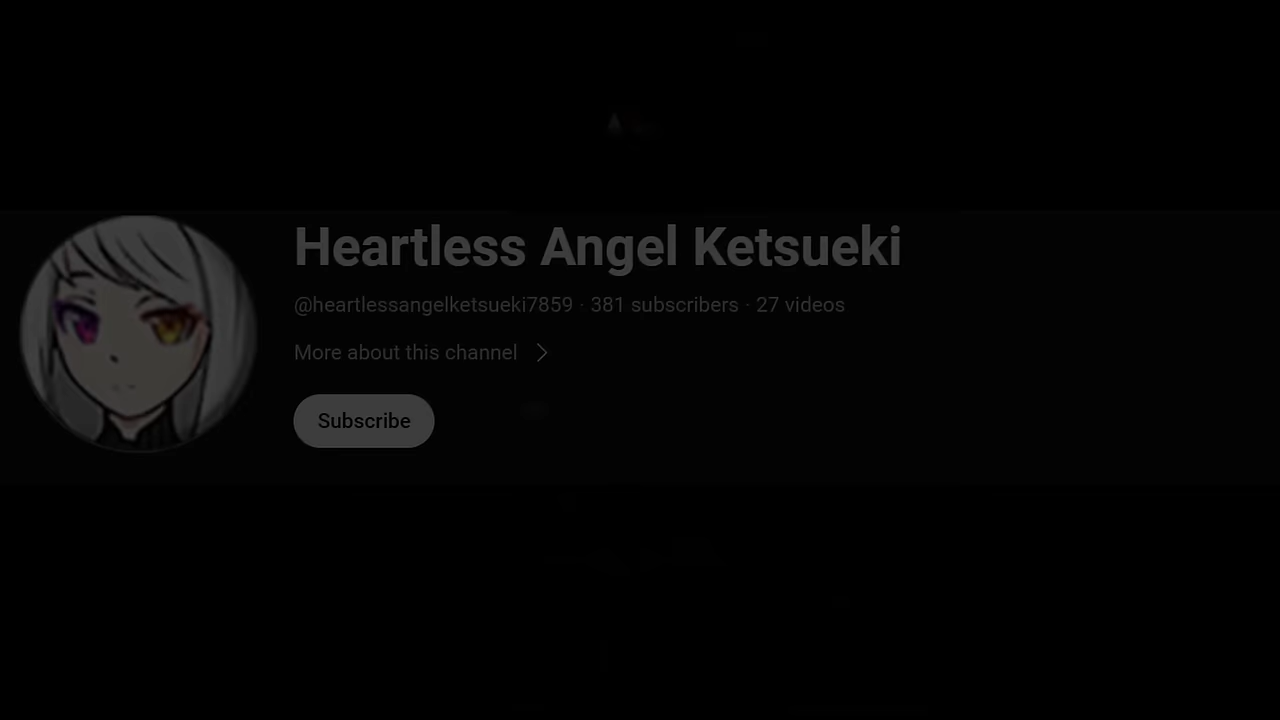 Heartless Angel Ketsueki
@heartlessangelketsueki7859 · 381 subscribers · 27 videos
More about this channel
Subscribe